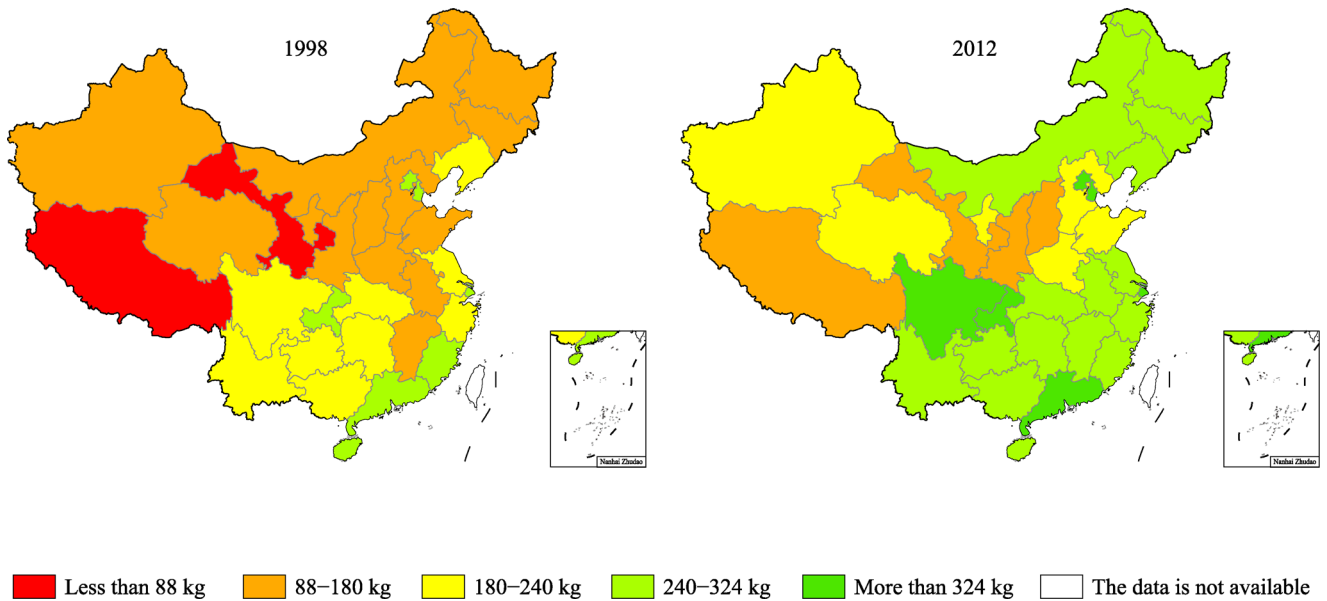 1998
2012
Nanhai Zhudao
Nanhai Zhudao
Less than 88 kg
88−180 kg
180−240 kg
240−324 kg
More than 324 kg
The data is not available